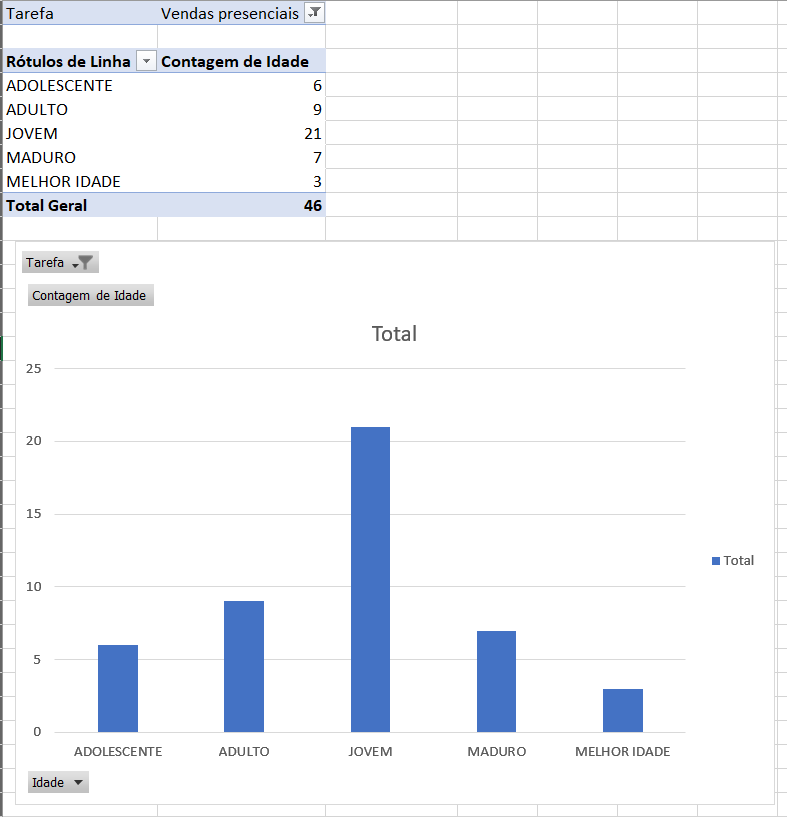 Tarefa Vendas presenciais
Rótulos de Linha Contagem de Idade
ADOLESCENTE 6
ADULTO 9
JOVEM 21
MADURO 7
MELHOR IDADE 3
Total Geral 46
Tarefa
Contagem de Idade
Total
25
20
15
10
5
0
Total
ADOLESCENTE ADULTO JOVEM MADURO MELHOR IDADE
Idade